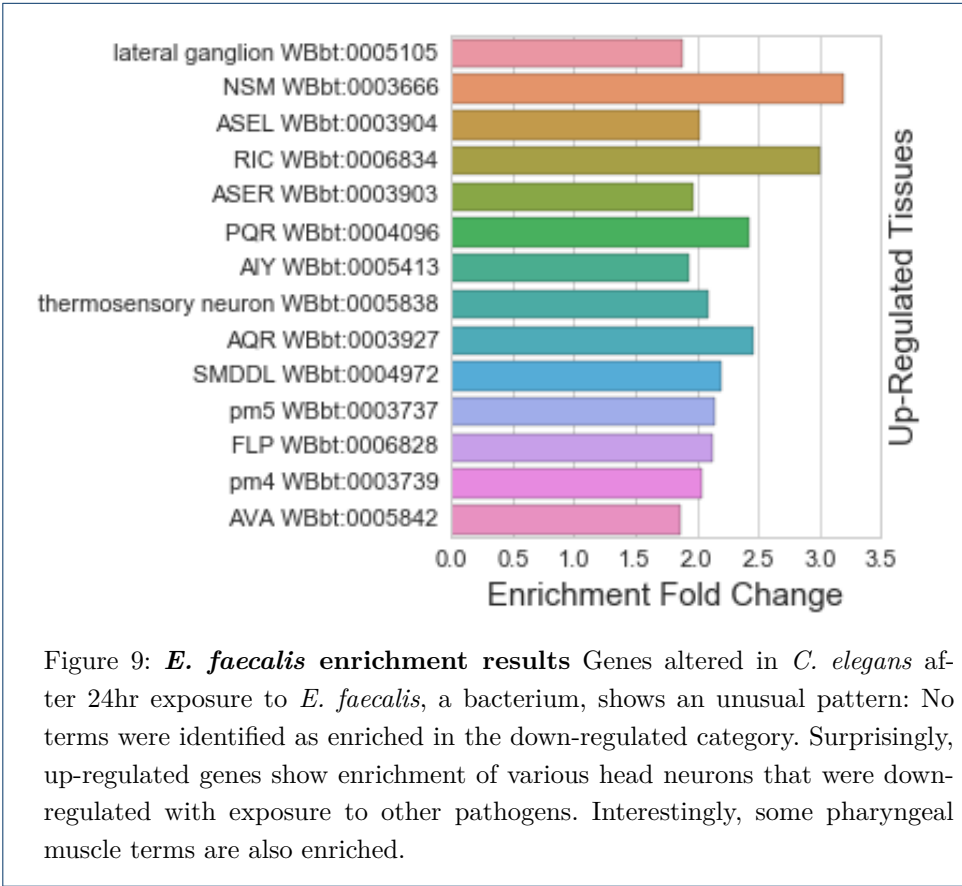 lateral ganglion WBbt:0005105
NSM WBbt:0003666
ASEL WBbt:0003904
RIC WBbt:0006834
ASER WBbt:0003903
PQR WBbt:0004096
AIY WBbt:0005413
thermosensory neuron WBbt:0005838
AQR WBbt:0003927
SMDDL WBbt:0004972
pm5 WBbt:0003737
FLP WBbt:0006828
pm4 WBbt:0003739
AVA WBbt:0005842
0.0 0.5 1.0 1.5 2.0 2.5 3.0 3.5
Enrichment Fold Change
Up-Regulated Tissues
Figure 9: E. faecalis enrichment results Genes altered in C. elegans af-
ter 24hr exposure to E. faecalis, a bacterium, shows an unusual pattern: No
terms were identified as enriched in the down-regulated category. Surprisingly,
up-regulated genes show enrichment of various head neurons that were down-
regulated with exposure to other pathogens. Interestingly, some pharyngeal
muscle terms are also enriched.